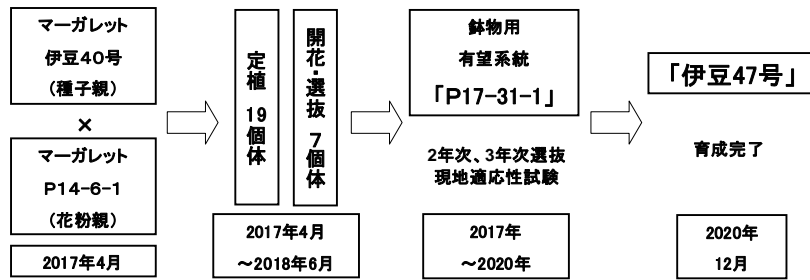 マーガレット
伊豆40号
(種子親)
×
マーガレット
P14-6-1
(花粉親)
2017年4月
定植 19個体
開花・選抜 7個体
2017年4月
～2018年6月
鉢物用
有望系統
「P17-31-1」
2年次、3年次選抜
現地適応性試験
2017年
～2020年
「伊豆47号」
育成完了
2020年
12月